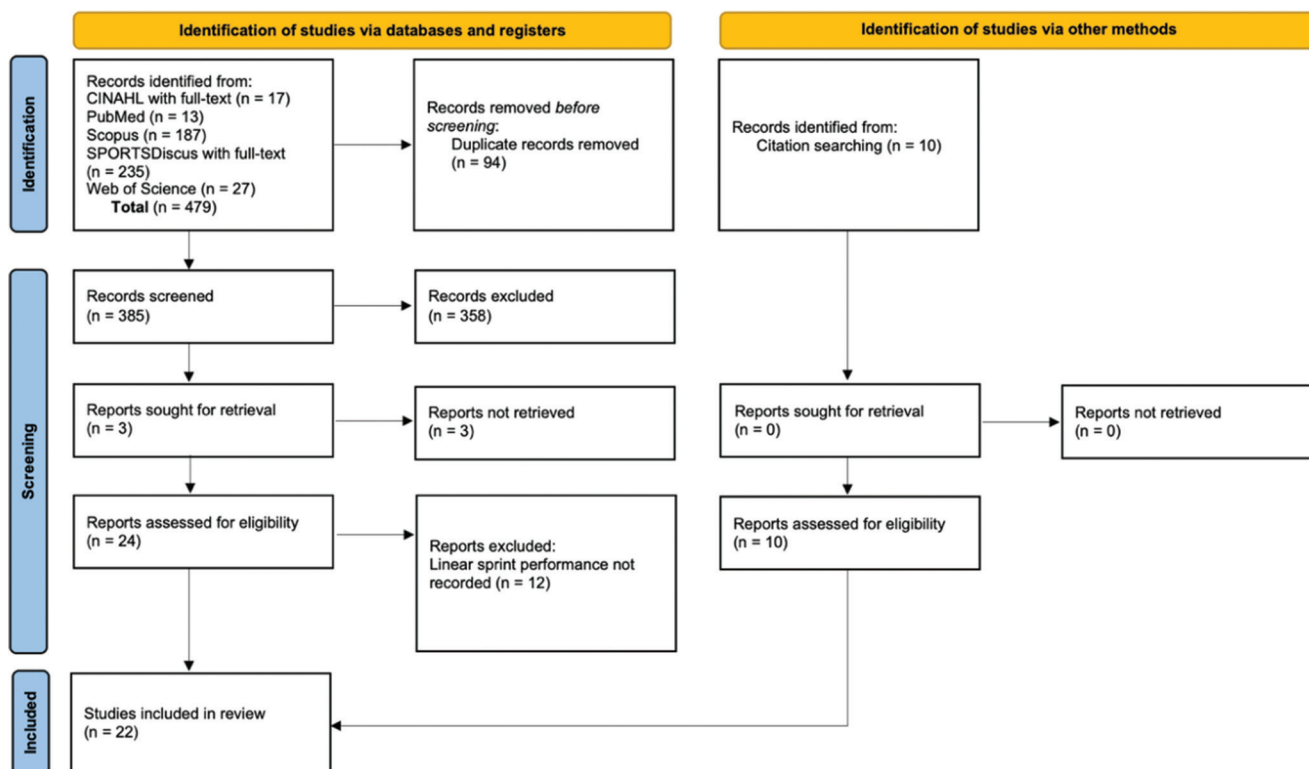 Identification of studies via databases and registers
Identification of studies via other methods
Identification
Records identified from:
CINAHL with full-text (n = 17)
PubMed (n = 13)
Scopus (n = 187)
SPORTSDiscus with full-text
(n = 235)
Web of Science (n = 27)
Total (n = 479)
Records removed before
screening:
Duplicate records removed
(n = 94)
Records identified from:
Citation searching (n = 10)
Screening
Records screened
(n = 385)
Records excluded
(n = 358)
Reports sought for retrieval
(n = 3)
Reports not retrieved
(n = 3)
Reports sought for retrieval
(n = 0)
Reports not retrieved
(n = 0)
Reports assessed for eligibility
(n = 24)
Reports excluded:
Linear sprint performance not
recorded (n = 12)
Reports assessed for eligibility
(n = 10)
Included
Studies included in review
(n = 22)